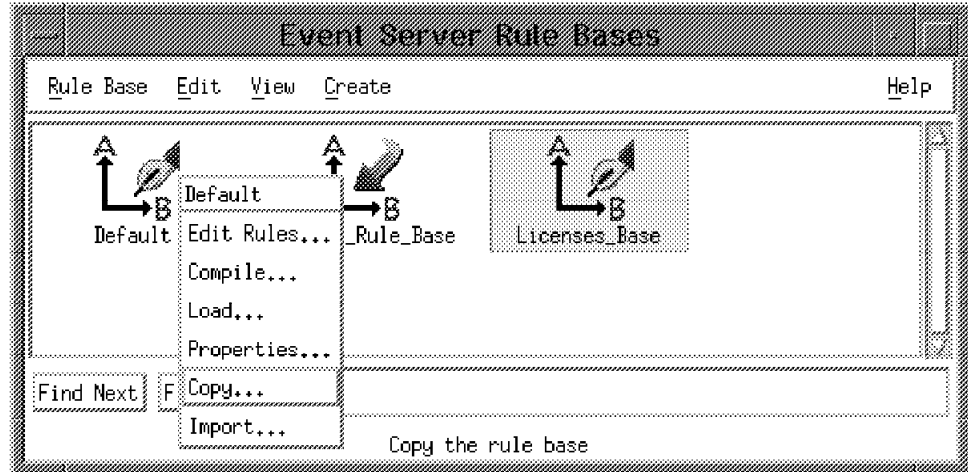 Event Server Rule Bases
Rule Base Edit View Create Help
A A A
B B B
Default _Rule_Base Licenses_Base
Default
Edit Rules...
Compile...
Load...
Properties...
Copy...
Import...
Find Next F
Copy the rule base